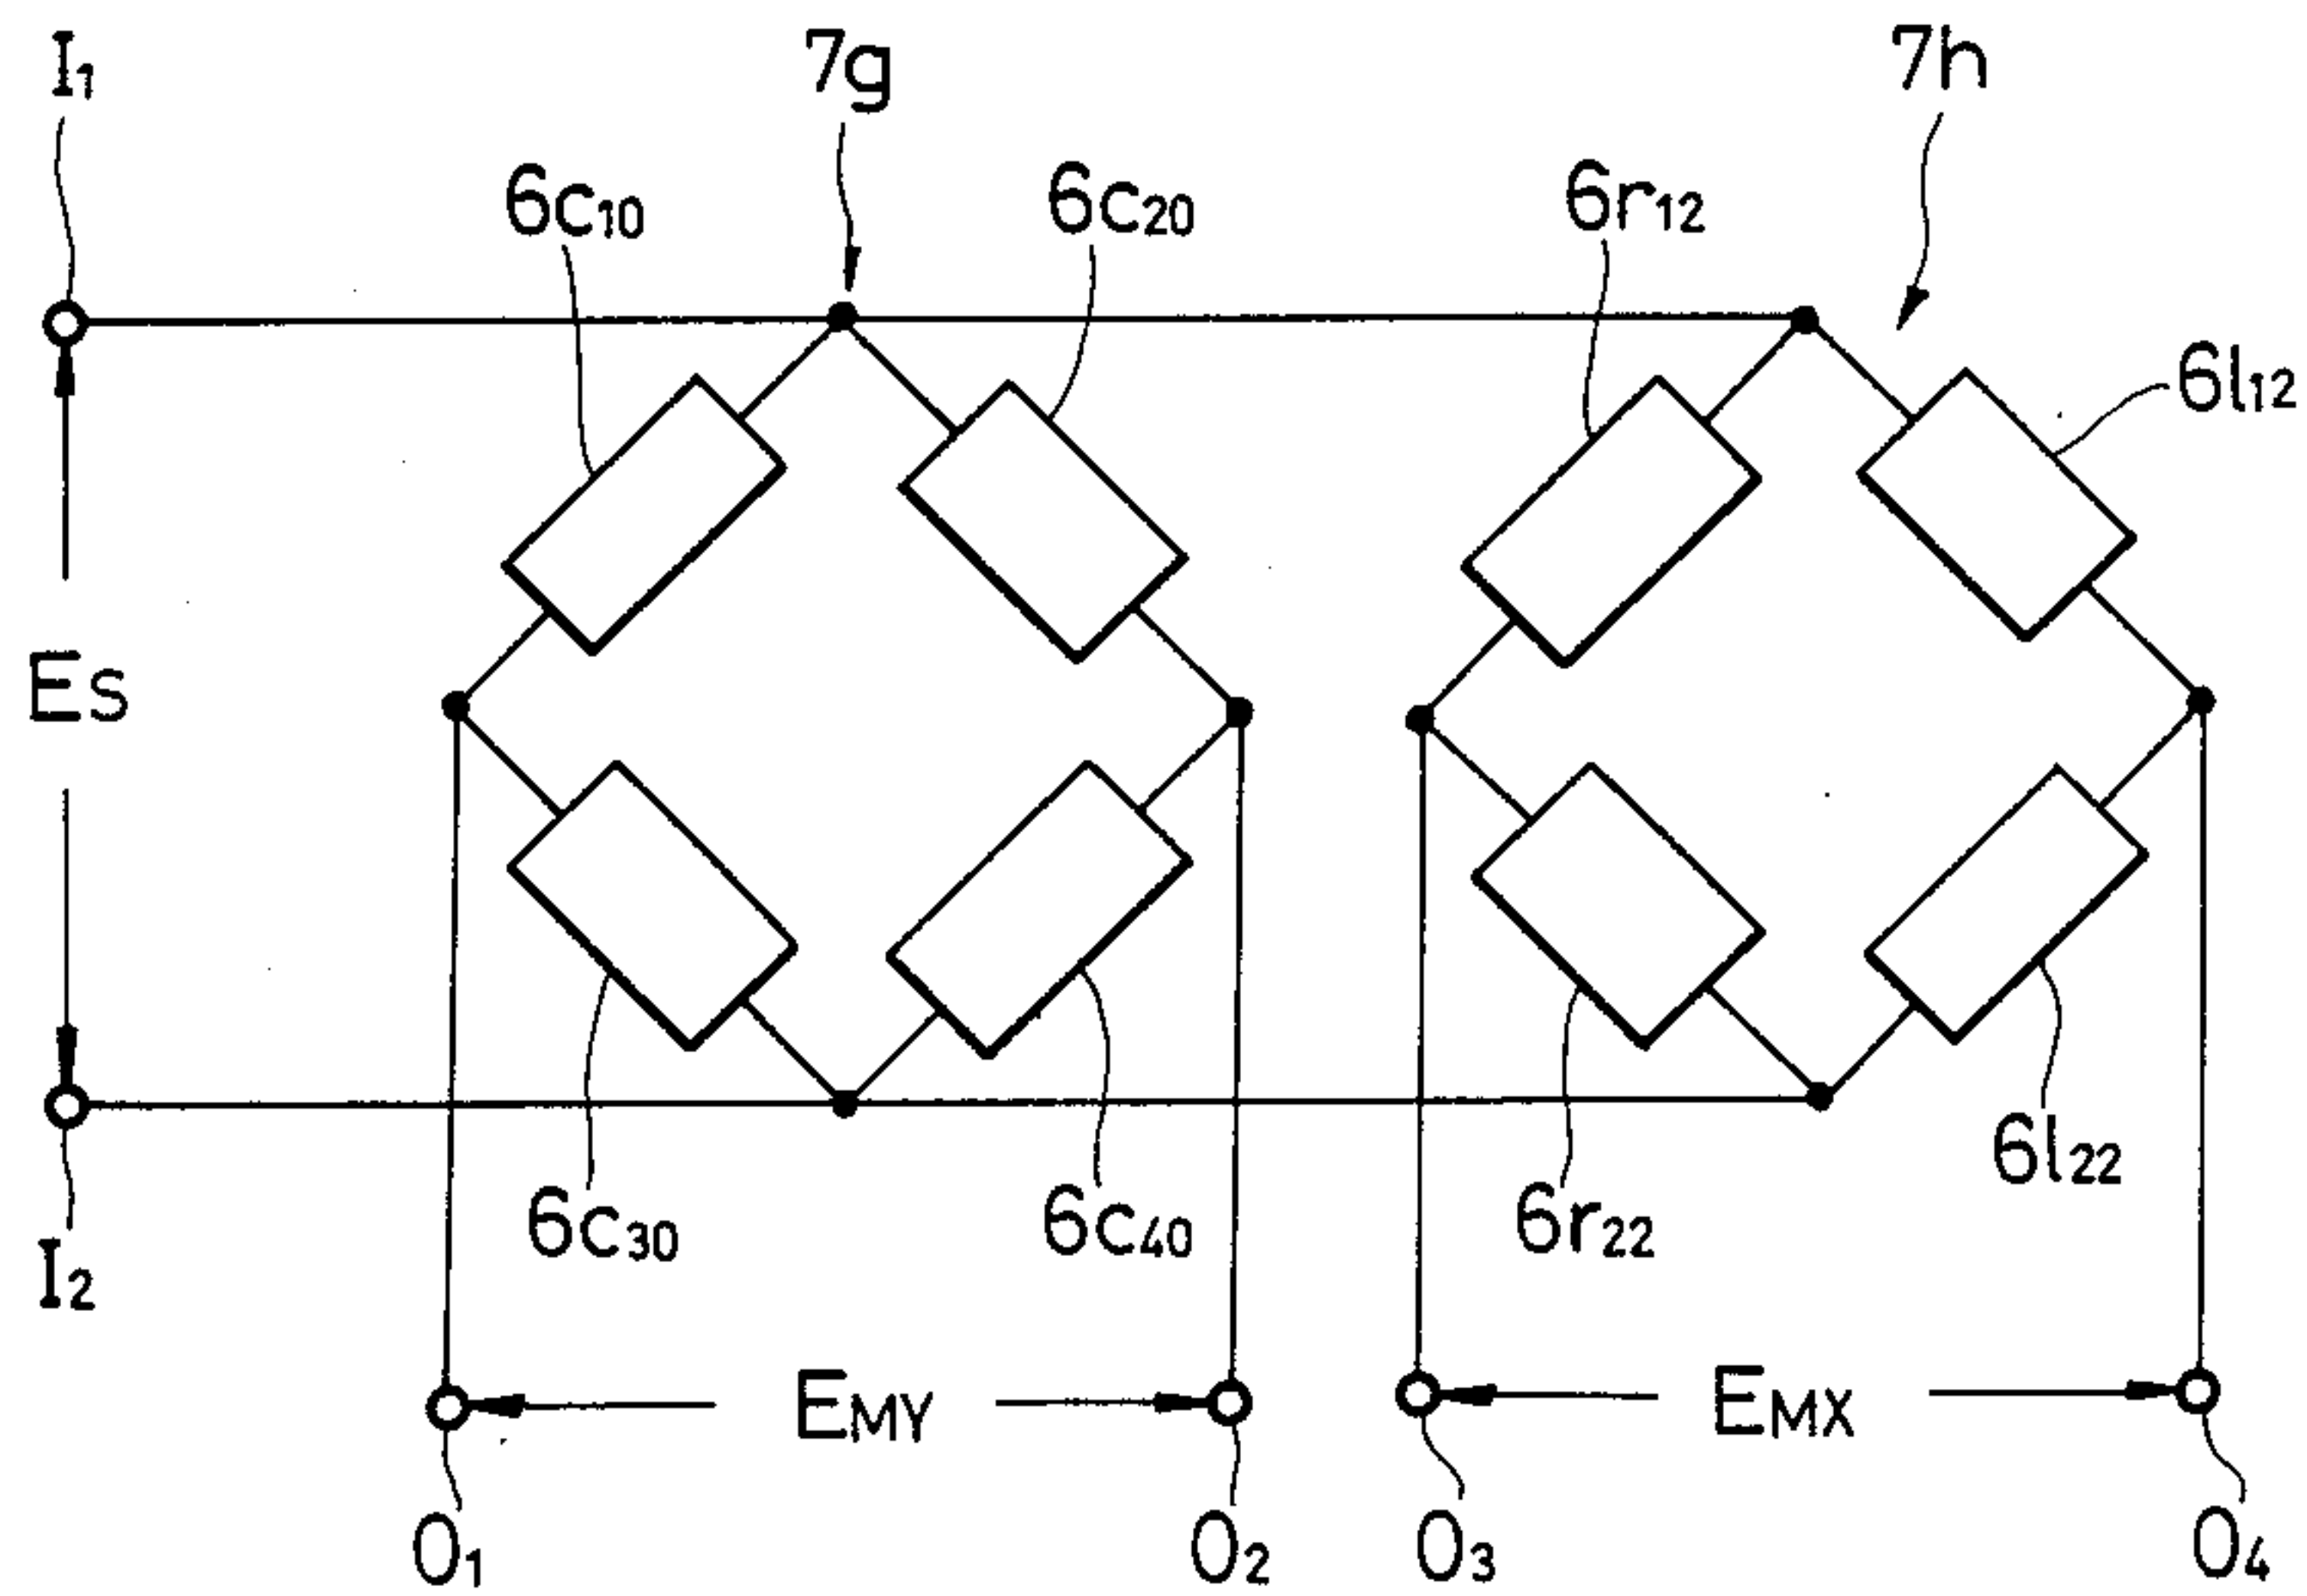 I1 7g 7h
6c10 6c20 6r12
6l12
Es
6l22
6c30 6c40 6r22
I2
EMY EMX
O1 O2 O3 O4